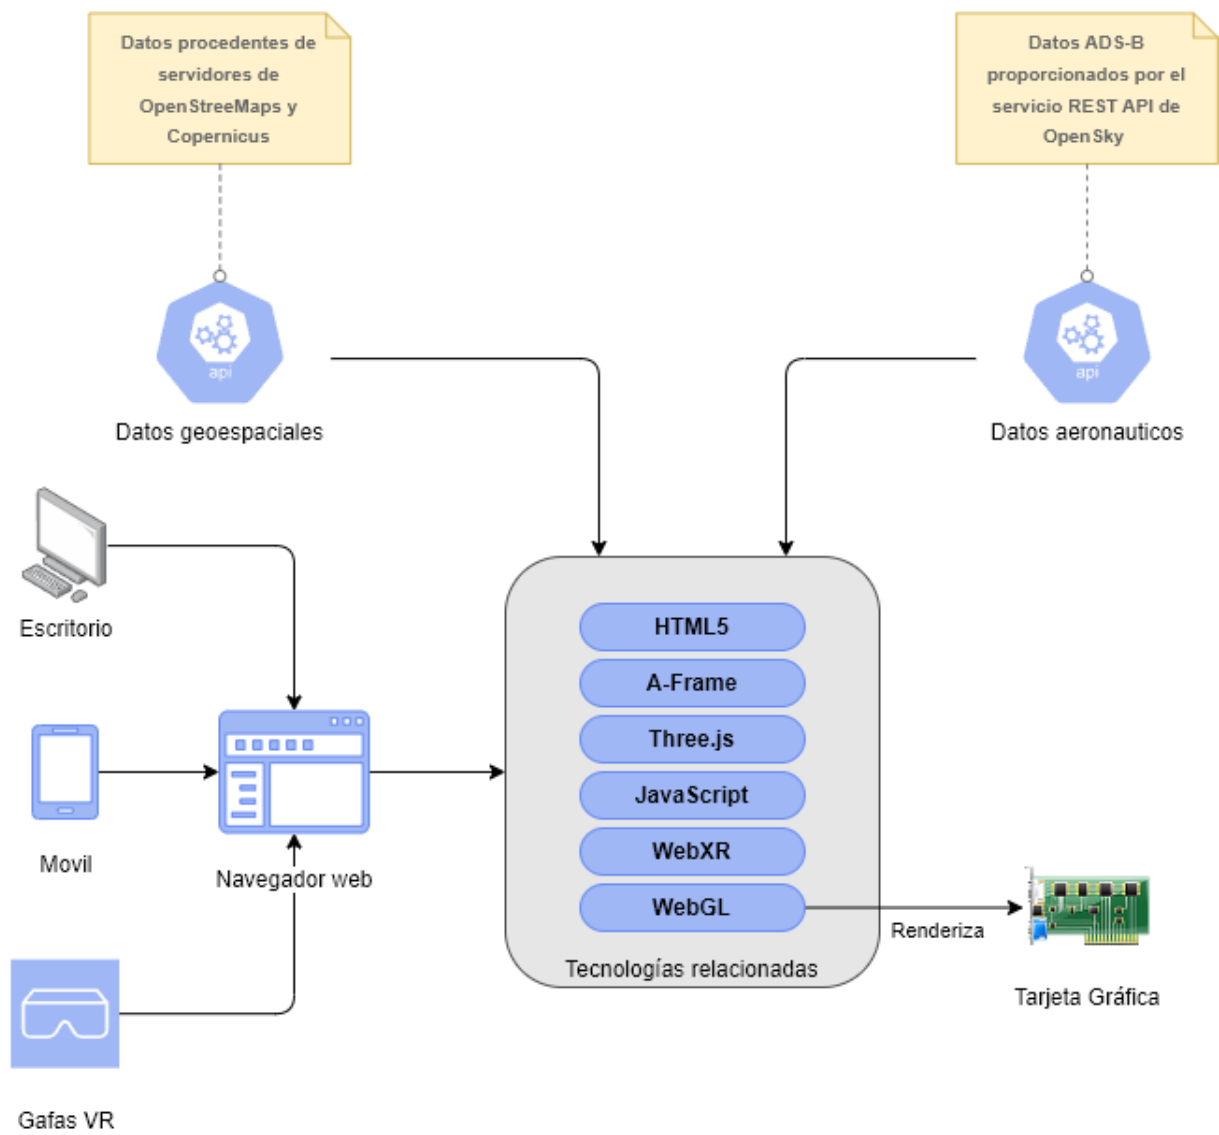 Datos procedentes de
servidores de
OpenStreeMaps y
Copernicus
Datos ADS-B
proporcionados por el
servicio REST API de
OpenSky
api
Datos geoespaciales
api
Datos aeronauticos
Escritorio
Movil
Navegador web
Gafas VR
HTML5
A-Frame
Three.js
JavaScript
WebXR
WebGL
Tecnologías relacionadas
Renderiza
Tarjeta Gráfica